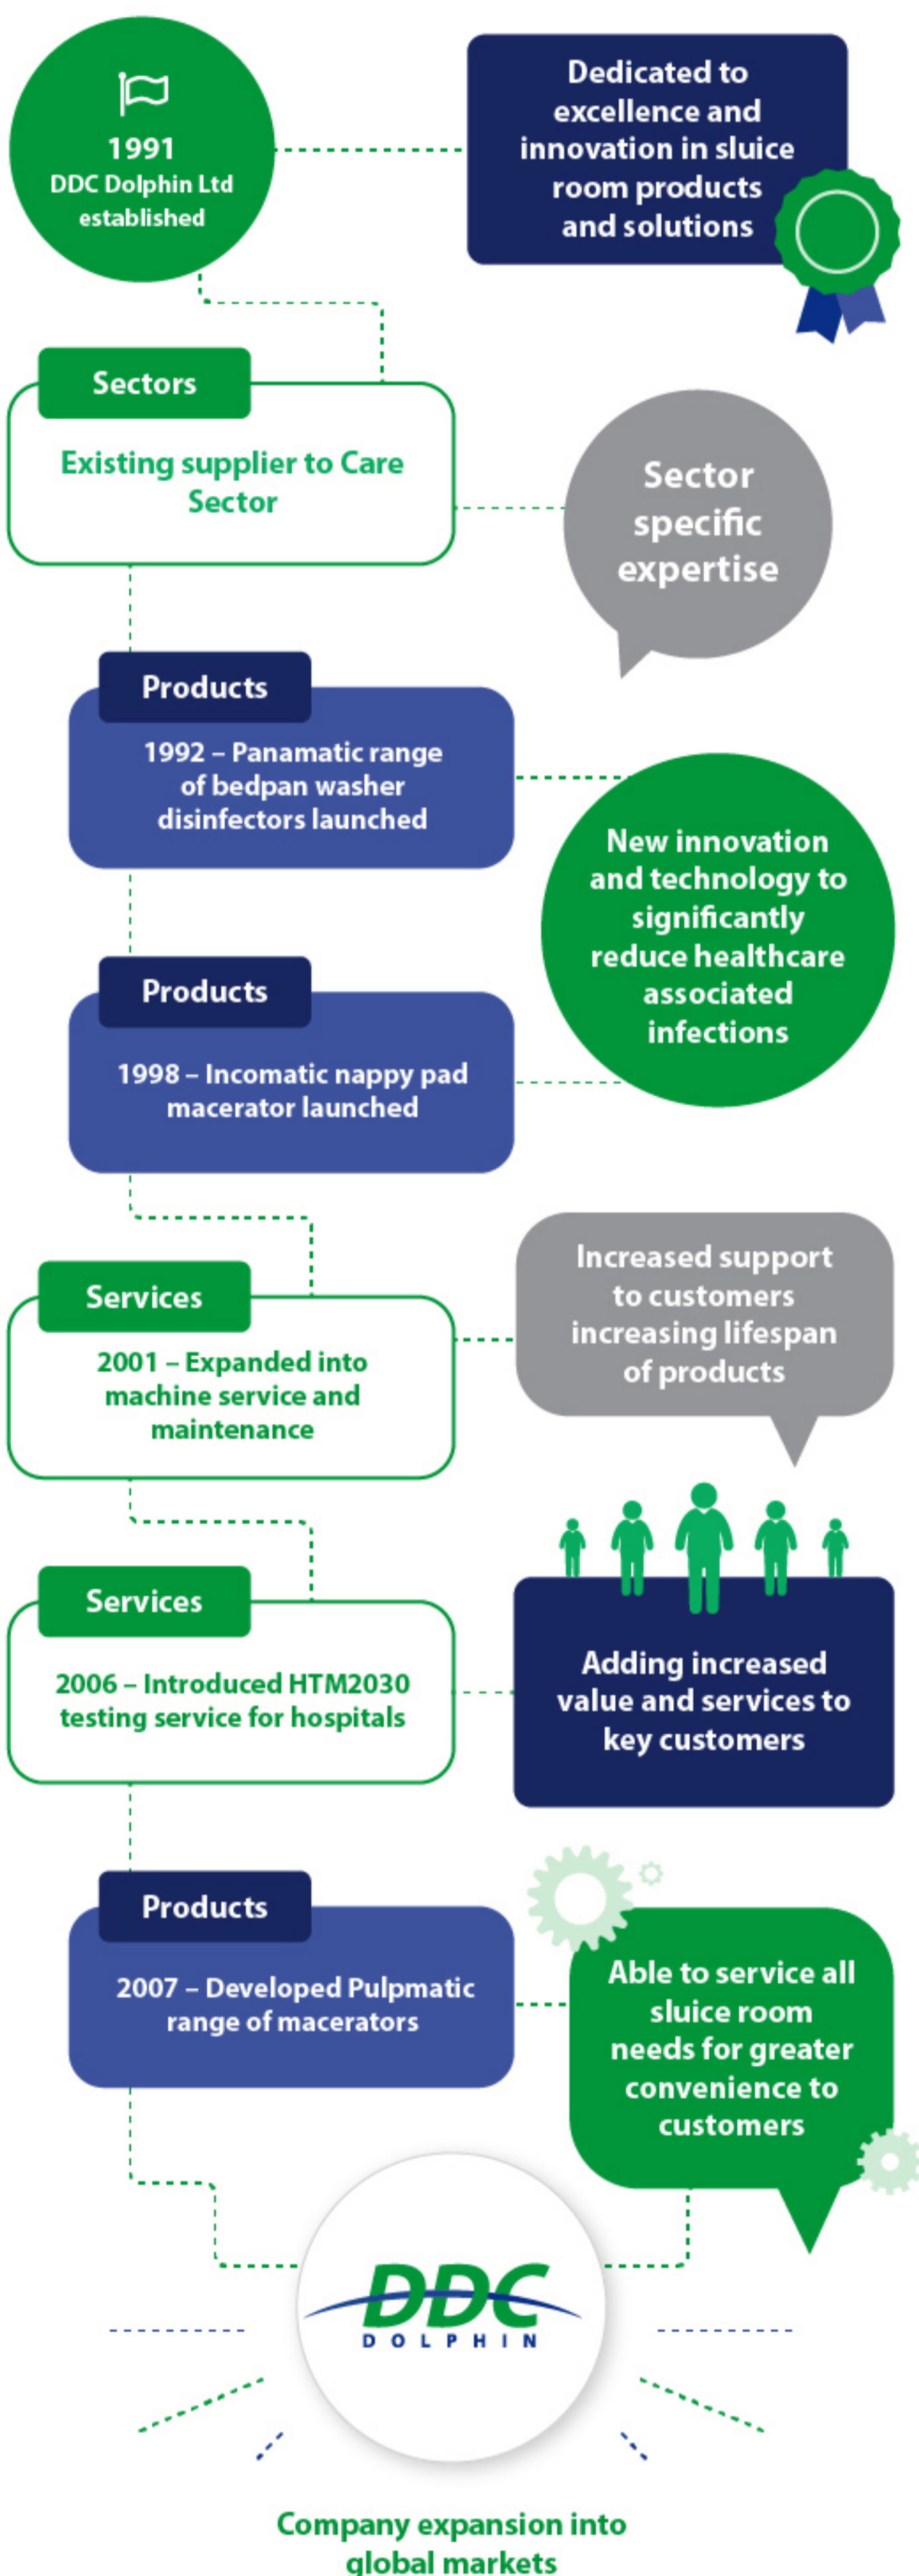 1991
DDC Dolphin Ltd
established
Dedicated to
excellence and
innovation in sluice
room products
and solutions
Sectors
Existing supplier to Care
Sector
Sector
specific
expertise
Products
1992 – Panamatic range
of bedpan washer
disinfectors launched
New innovation
and technology to
significantly
reduce healthcare
associated
infections
Products
1998 – Incomatic nappy pad
macerator launched
Services
2001 – Expanded into
machine service and
maintenance
Increased support
to customers
increasing lifespan
of products
Services
2006 – Introduced HTM2030
testing service for hospitals
Adding increased
value and services to
key customers
Products
2007 – Developed Pulpmatic
range of macerators
Able to service all
sluice room
needs for greater
convenience to
customers
DDC
DOLPHIN
Company expansion into
global markets